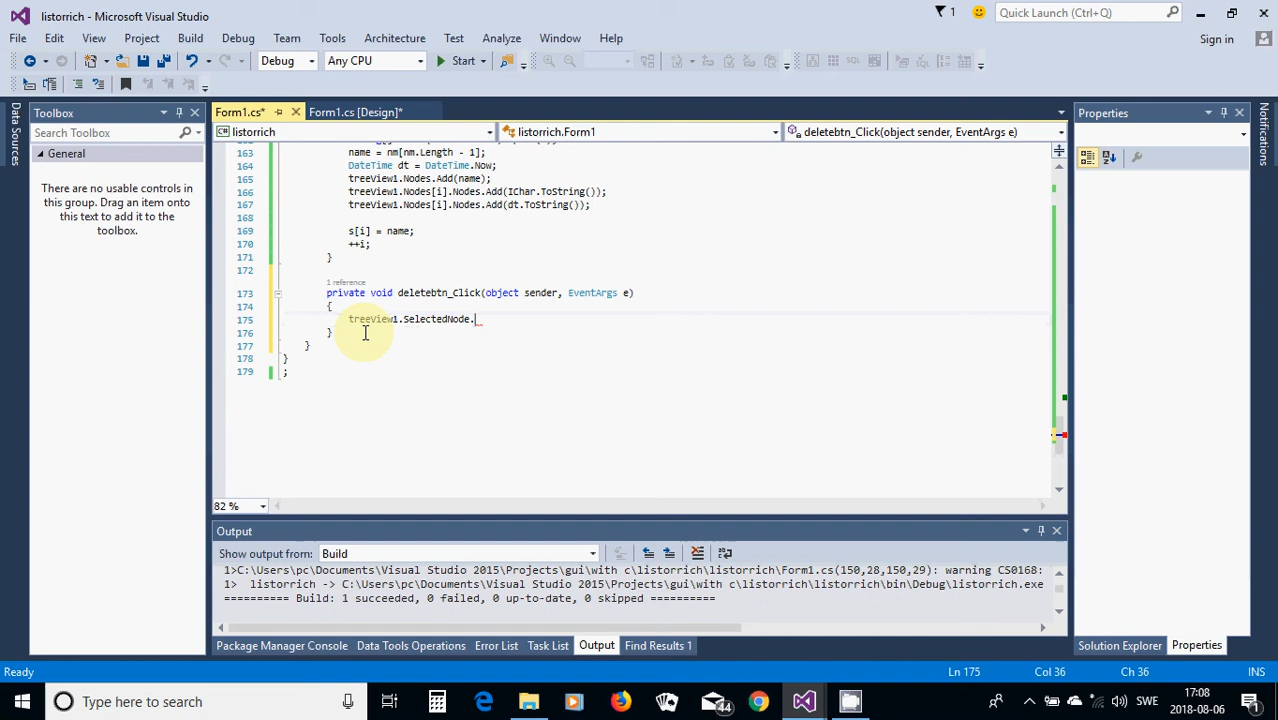 listorrich - Microsoft Visual Studio
1
Quick Launch (Ctrl+Q)
File Edit View Project Build Debug Team Tools Architecture Test Analyze Window Help
Sign in
Debug Any CPU Start
Toolbox
Form1.cs* Form1.cs [Design]*
Properties
Search Toolbox
listorrich listorrich.Form1 deletebtn_Click(object sender, EventArgs e)
General
There are no usable controls in
this group. Drag an item onto
this text to add it to the
toolbox.
Data Sources
Solution Explorer
163 name = nm[nm.Length - 1];
164 DateTime dt = DateTime.Now;
165 treeView1.Nodes.Add(name);
166 treeView1.Nodes[i].Nodes.Add(IChar.ToString());
167 treeView1.Nodes[i].Nodes.Add(dt.ToString());
168
169 s[i] = name;
170 ++i;
171 }
172
1 reference
173 private void deletebtn_Click(object sender, EventArgs e)
174 {
175 treeView1.SelectedNode.
176 }
177 }
178 }
179 ;
82 %
Output
Show output from: Build
1>C:\Users\pc\Documents\Visual Studio 2015\Projects\gui\with c\listorrich\listorrich\Form1.cs(150,28,150,29): warning CS0168:
1> listorrich -> C:\Users\pc\Documents\Visual Studio 2015\Projects\gui\with c\listorrich\listorrich\bin\Debug\listorrich.exe
========== Build: 1 succeeded, 0 failed, 0 up-to-date, 0 skipped ==========
Package Manager Console Data Tools Operations Error List Task List Output Find Results 1
Solution Explorer Properties
Ready
Ln 175 Col 36 Ch 36 INS
Type here to search
44
SWE
17:08
2018-08-06
1